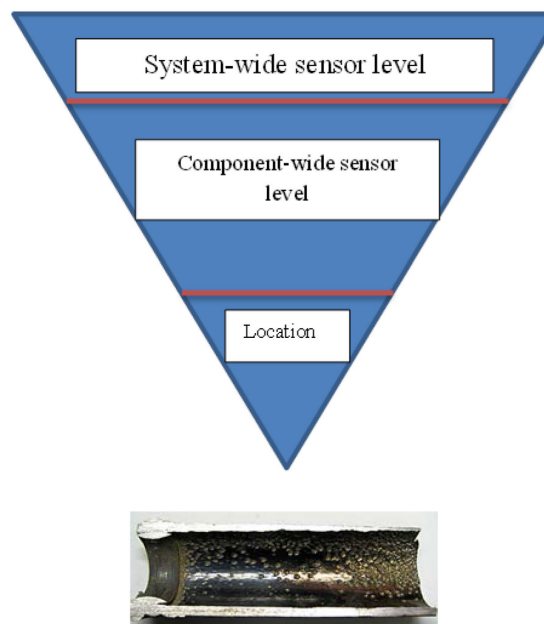 System-wide sensor level
Component-wide sensor
level
Location